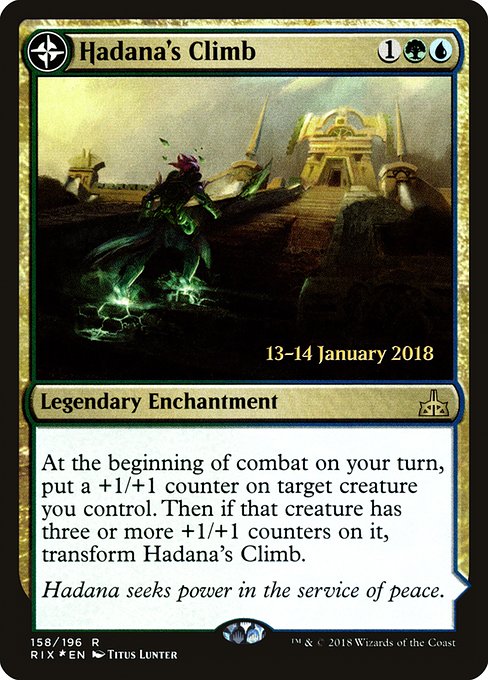 Hadana's Climb 1
13–14 January 2018
Legendary Enchantment
At the beginning of combat on your turn,
put a +1/+1 counter on target creature
you control. Then if that creature has
three or more +1/+1 counters on it,
transform Hadana's Climb.
Hadana seeks power in the service of peace.
158/196 R
RIX★EN Titus Lunter
™ & © 2018 Wizards of the Coast